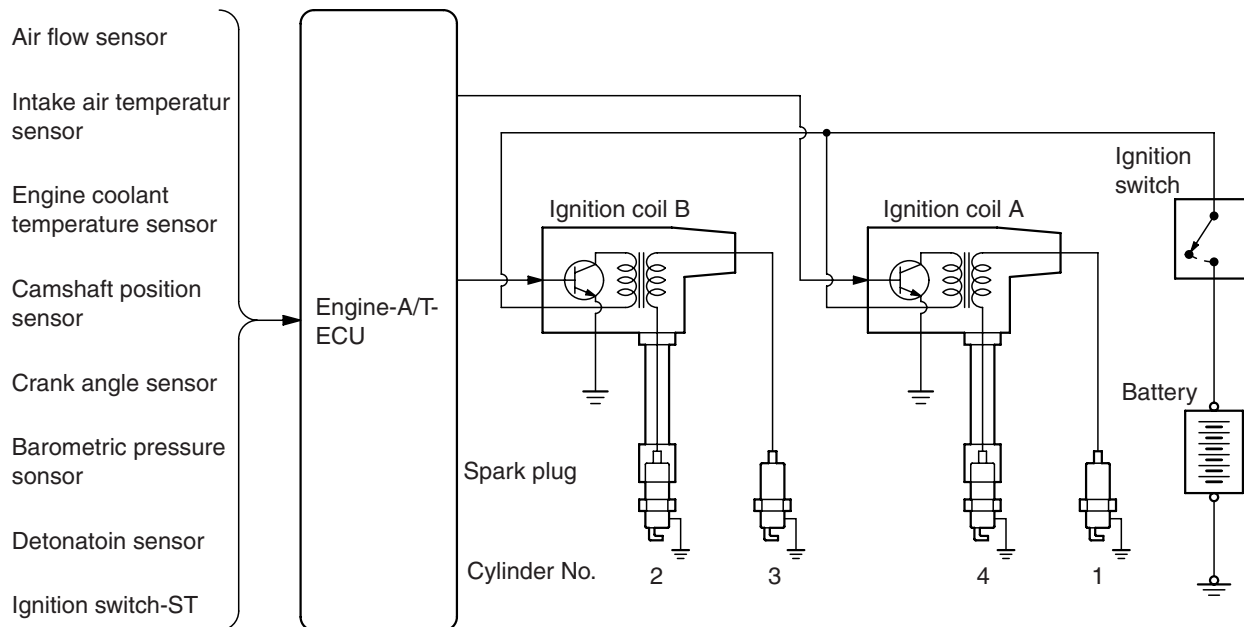 Air flow sensor
Intake air temperatur
sensor
Engine coolant
temperature sensor
Camshaft position
sensor
Crank angle sensor
Barometric pressure
sonsor
Detonatoin sensor
Ignition switch-ST
Engine-A/T-
ECU
Ignition coil B
Ignition coil A
Ignition
switch
Battery
Spark plug
Cylinder No. 2 3 4 1